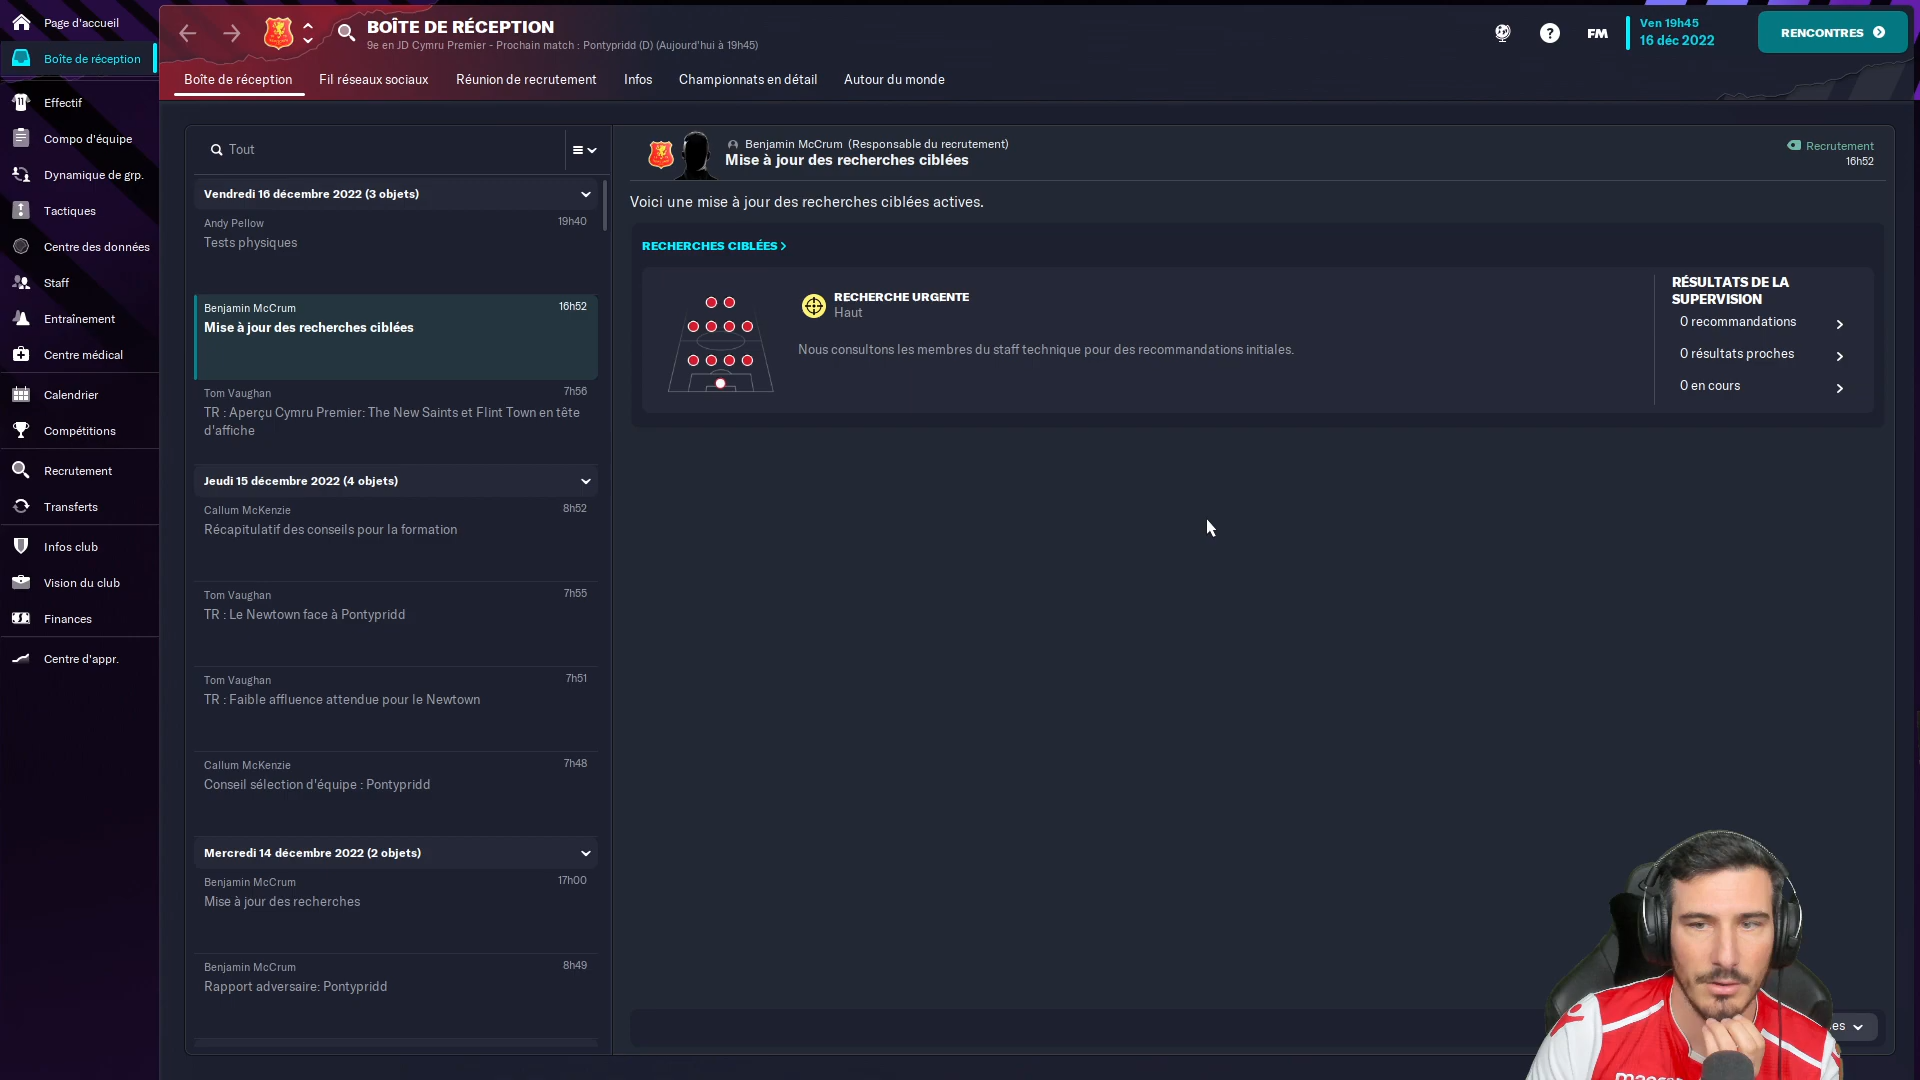 Page d'accueil
Boîte de réception
Effectif
Compo d'équipe
Dynamique de grp.
Tactiques
Centre des données
Staff
Entraînement
Centre médical
Calendrier
Compétitions
Recrutement
Transferts
Infos club
Vision du club
Finances
Centre d'appr.
BOÎTE DE RÉCEPTION
9e en JD Cymru Premier - Prochain match : Pontypridd (D) (Aujourd'hui à 19h45)
FM
Ven 19h45
16 déc 2022
RENCONTRES
Boîte de réception
Fil réseaux sociaux
Réunion de recrutement
Infos
Championnats en détail
Autour du monde
Tout
Vendredi 16 décembre 2022 (3 objets)
Andy Pellow
19h40
Tests physiques
Benjamin McCrum
16h52
Mise à jour des recherches ciblées
Tom Vaughan
7h56
TR : Aperçu Cymru Premier: The New Saints et Flint Town en tête
d'affiche
Jeudi 15 décembre 2022 (4 objets)
Callum McKenzie
8h52
Récapitulatif des conseils pour la formation
Tom Vaughan
7h55
TR : Le Newtown face à Pontypridd
Tom Vaughan
7h51
TR : Faible affluence attendue pour le Newtown
Callum McKenzie
7h48
Conseil sélection d'équipe : Pontypridd
Mercredi 14 décembre 2022 (2 objets)
Benjamin McCrum
17h00
Mise à jour des recherches
Benjamin McCrum
8h49
Rapport adversaire: Pontypridd
Benjamin McCrum (Responsable du recrutement)
Mise à jour des recherches ciblées
Recrutement
16h52
Voici une mise à jour des recherches ciblées actives.
RECHERCHES CIBLÉES >
RECHERCHE URGENTE
Haut
Nous consultons les membres du staff technique pour des recommandations initiales.
RÉSULTATS DE LA
SUPERVISION
0 recommandations
0 résultats proches
0 en cours